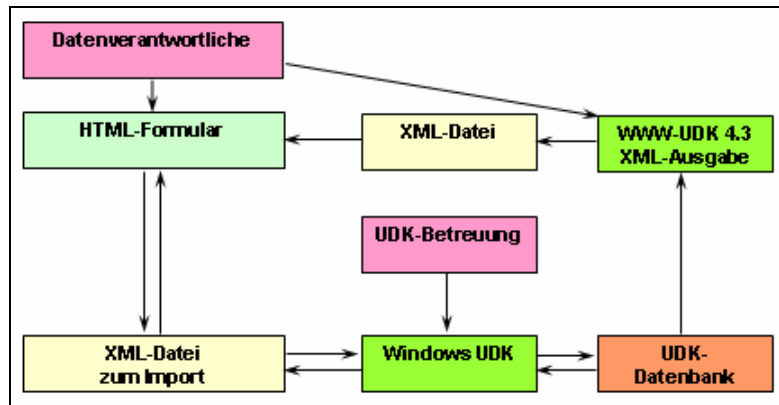 Datenverantwortliche
HTML-Formular
XML-Datei
WWW-UDK 4.3
XML-Ausgabe
UDK-Betreuung
XML-Datei
zum Import
Windows UDK
UDK-
Datenbank